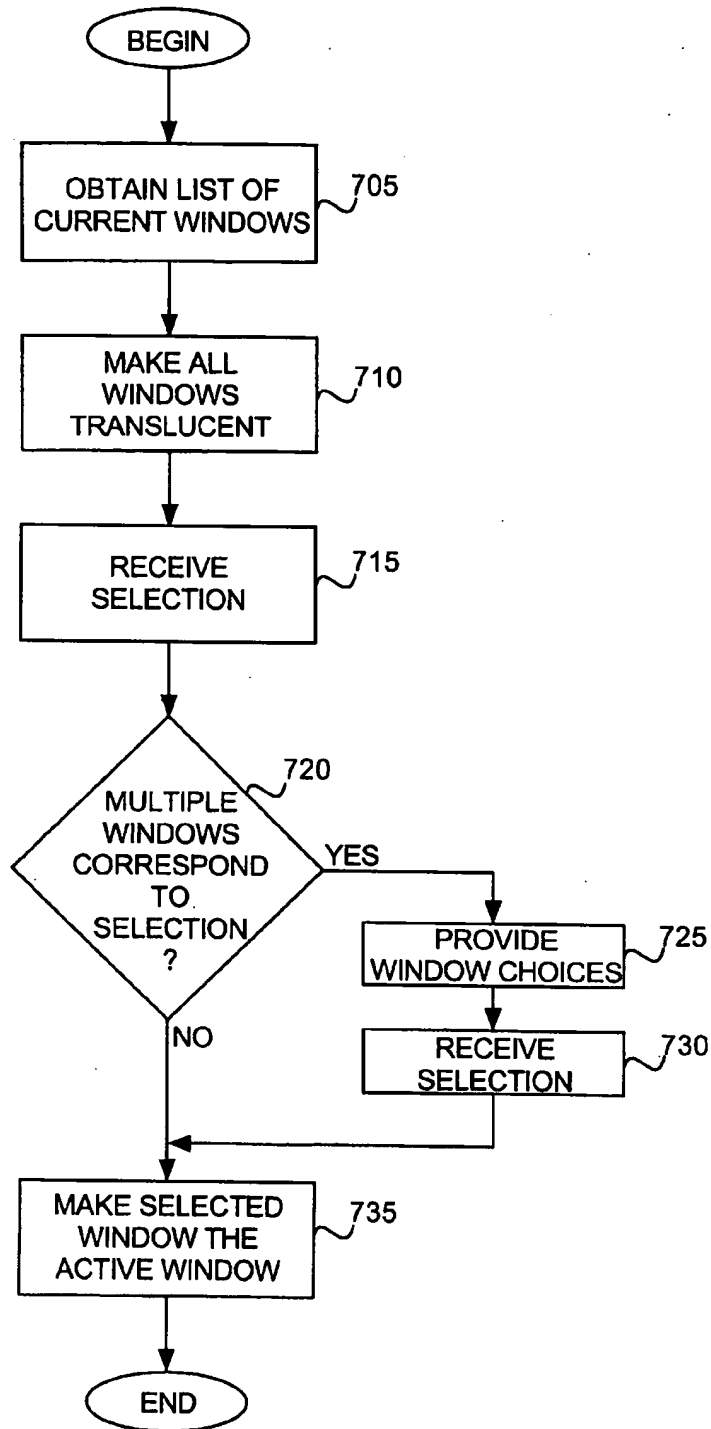 BEGIN
OBTAIN LIST OF
CURRENT WINDOWS
705
MAKE ALL
WINDOWS
TRANSLUCENT
710
RECEIVE
SELECTION
715
MULTIPLE
WINDOWS
CORRESPOND
TO
SELECTION
?
720
YES
PROVIDE
WINDOW CHOICES
725
RECEIVE
SELECTION
730
NO
MAKE SELECTED
WINDOW THE
ACTIVE WINDOW
735
END